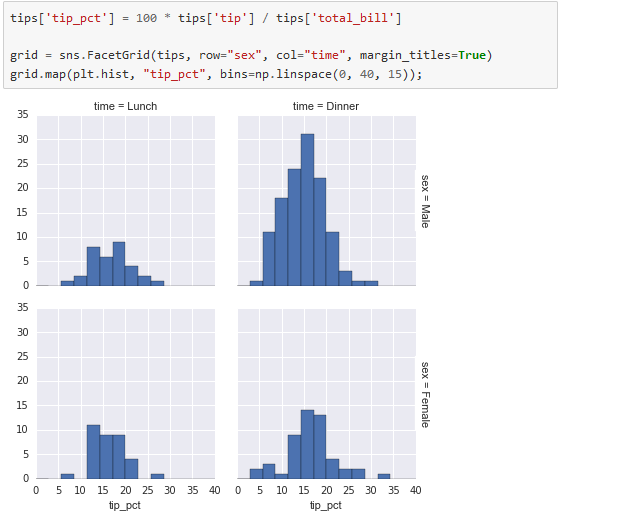 tips['tip_pct'] = 100 * tips['tip'] / tips['total_bill']
grid = sns.FacetGrid(tips, row="sex", col="time", margin_titles=True)
grid.map(plt.hist, "tip_pct", bins=np.linspace(0, 40, 15));
time = Lunch
time = Dinner
35
30
25
20
15
10
5
0
sex = Male
35
30
25
20
15
10
5
0
sex = Female
0 5 10 15 20 25 30 35 40
0 5 10 15 20 25 30 35 40
tip_pct
tip_pct